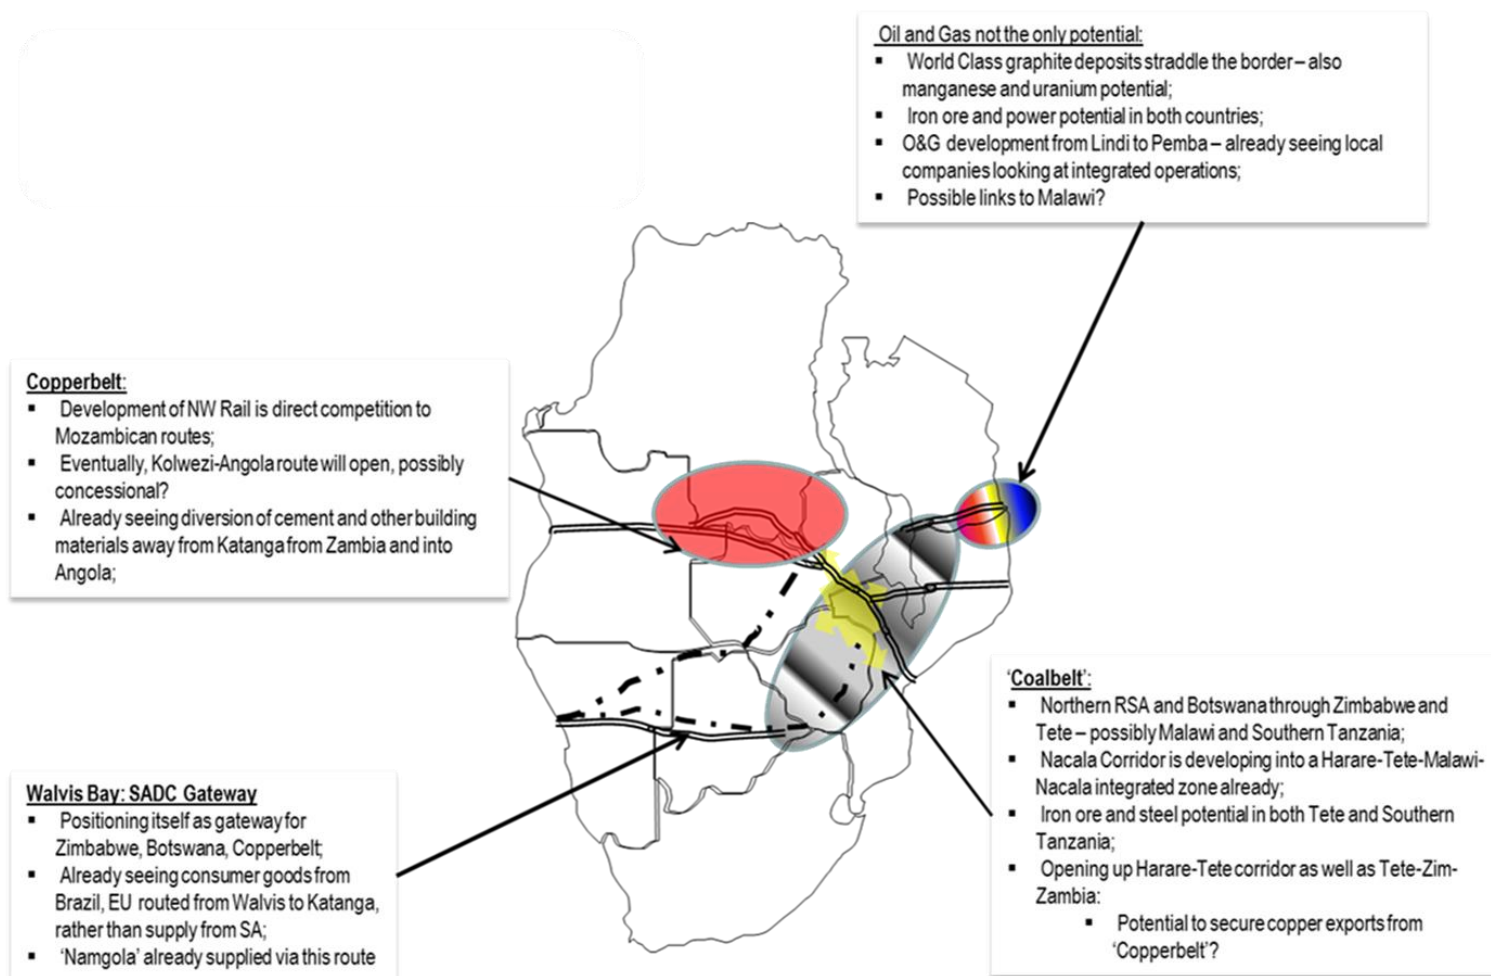 Oil and Gas not the only potential:
▪ World Class graphite deposits straddle the border – also
manganese and uranium potential;
▪ Iron ore and power potential in both countries;
▪ O&G development from Lindi to Pemba – already seeing local
companies looking at integrated operations;
▪ Possible links to Malawi?
Copperbelt:
▪ Development of NW Rail is direct competition to
Mozambican routes;
▪ Eventually, Kolwezi-Angola route will open, possibly
concessional?
▪ Already seeing diversion of cement and other building
materials away from Katanga from Zambia and into
Angola;
‘Coalbelt’:
▪ Northern RSA and Botswana through Zimbabwe and
Tete – possibly Malawi and Southern Tanzania;
▪ Nacala Corridor is developing into a Harare-Tete-Malawi-
Nacala integrated zone already;
▪ Iron ore and steel potential in both Tete and Southern
Tanzania;
▪ Opening up Harare-Tete corridor as well as Tete-Zim-
Zambia:
▪ Potential to secure copper exports from
‘Copperbelt’?
Walvis Bay: SADC Gateway
▪ Positioning itself as gateway for
Zimbabwe, Botswana, Copperbelt;
▪ Already seeing consumer goods from
Brazil, EU routed from Walvis to Katanga,
rather than supply from SA;
▪ ‘Namgola’ already supplied via this route